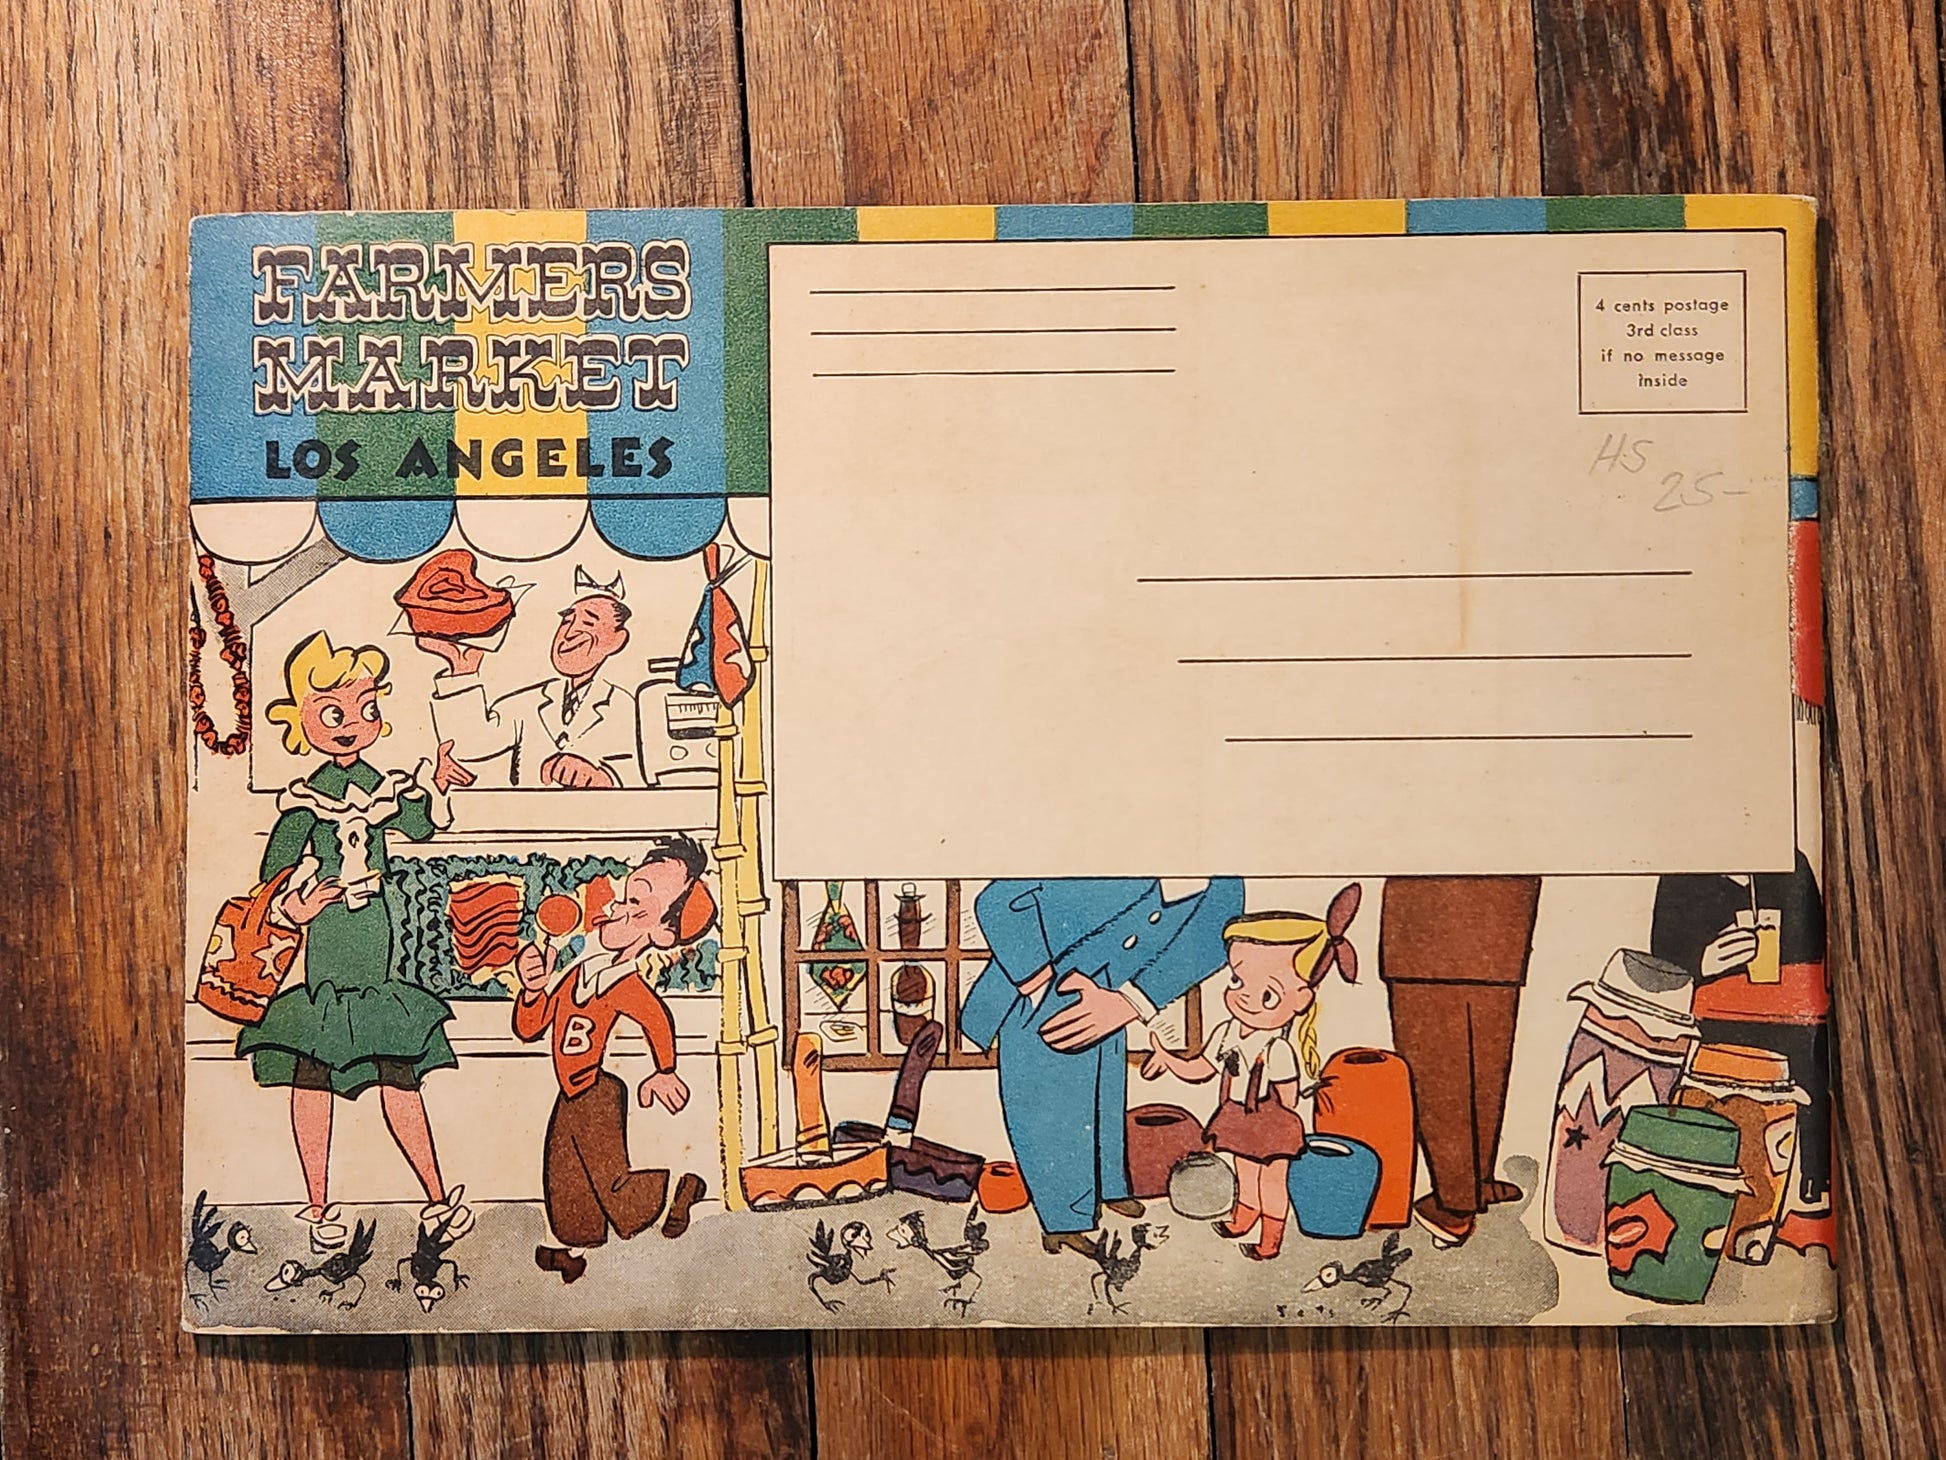 FARMERS
MARKET
LOS ANGELES
4 cents postage
3rd class
if no message
inside
HS
25-
B